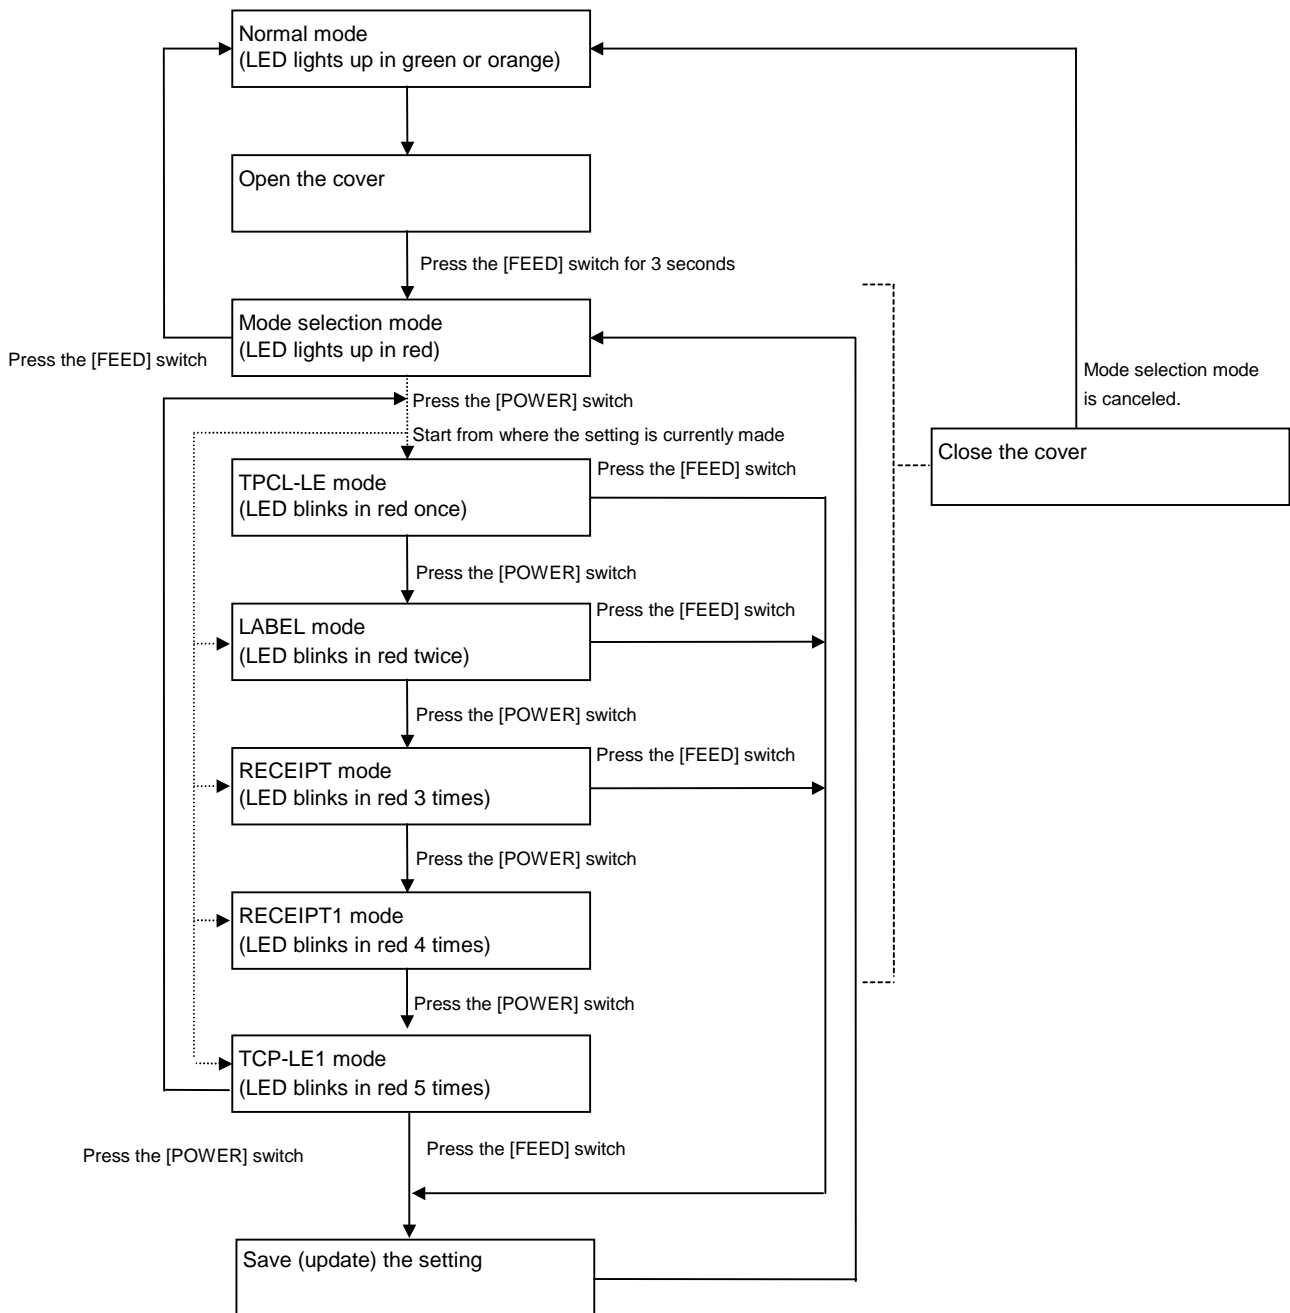 Normal mode
(LED lights up in green or orange)
Open the cover
Press the [FEED] switch for 3 seconds
Mode selection mode
(LED lights up in red)
Press the [FEED] switch
Mode selection mode
is canceled.
Press the [POWER] switch
Start from where the setting is currently made
Close the cover
TPCL-LE mode
(LED blinks in red once)
Press the [FEED] switch
Press the [POWER] switch
LABEL mode
(LED blinks in red twice)
Press the [FEED] switch
Press the [POWER] switch
RECEIPT mode
(LED blinks in red 3 times)
Press the [FEED] switch
Press the [POWER] switch
RECEIPT1 mode
(LED blinks in red 4 times)
Press the [POWER] switch
TCP-LE1 mode
(LED blinks in red 5 times)
Press the [POWER] switch
Press the [FEED] switch
Save (update) the setting